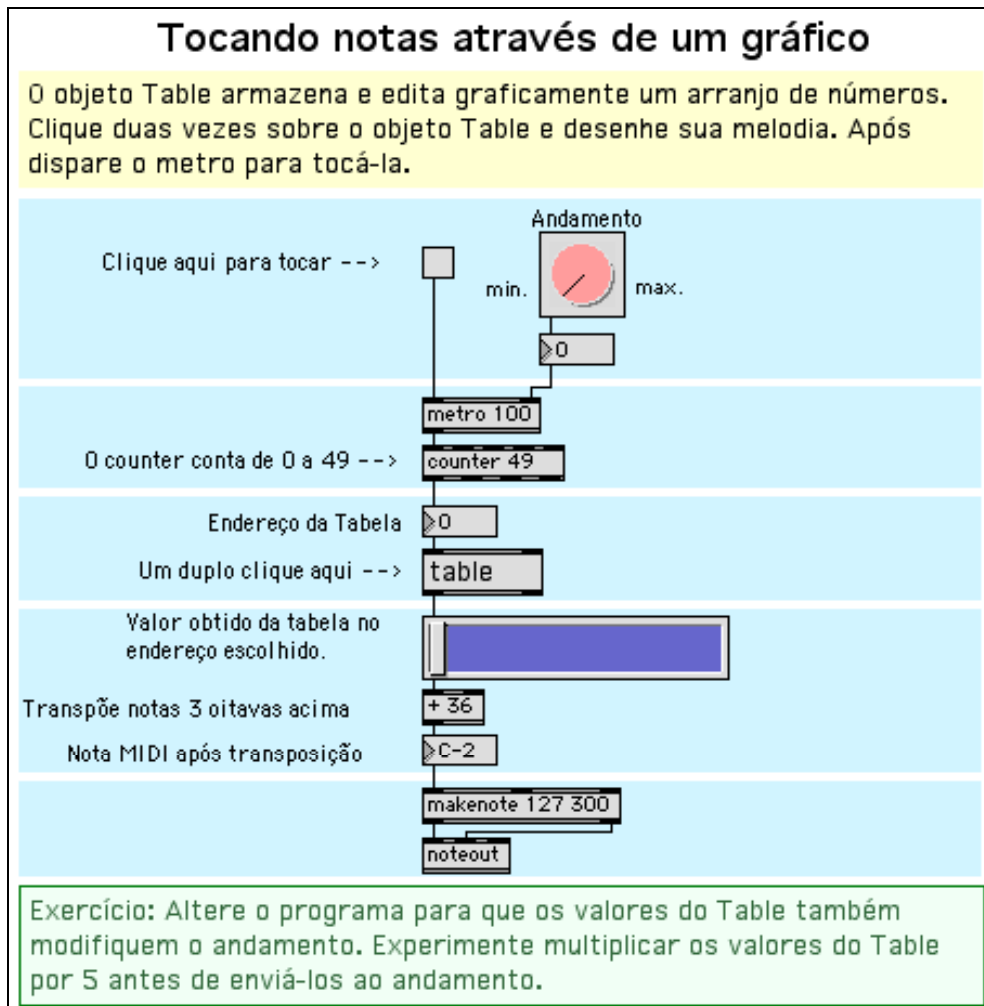 Tocando notas através de um gráfico
O objeto Table armazena e edita graficamente um arranjo de números.
Clique duas vezes sobre o objeto Table e desenhe sua melodia. Após
dispare o metro para tocá-la.
Andamento
Clique aqui para tocar -->
min.
max.
0
metro 100
O counter conta de 0 a 49 -->
counter 49
Endereço da Tabela
0
Um duplo clique aqui -->
table
Valor obtido da tabela no
endereço escolhido.
Transpõe notas 3 oitavas acima
+ 36
Nota MIDI após transposição
C-2
makenote 127 300
noteout
Exercício: Altere o programa para que os valores do Table também
modifiquem o andamento. Experimente multiplicar os valores do Table
por 5 antes de enviá-los ao andamento.